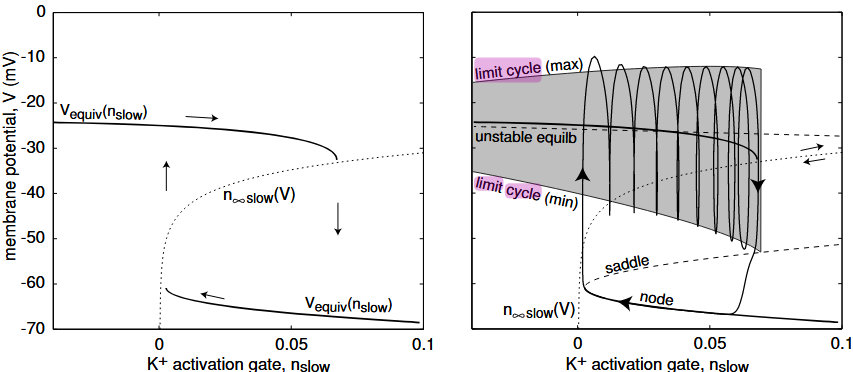 membrane potential, V (mV)
0
-10
-20
-30
-40
-50
-60
-70
Vequiv(nslow)
n∞slow(V)
Vequiv(nslow)
0
0.05
0.1
K+ activation gate, nslow
limit cycle (max)
unstable equilb
limit cycle (min)
saddle
n∞slow(V)
node
0
0.05
0.1
K+ activation gate, nslow